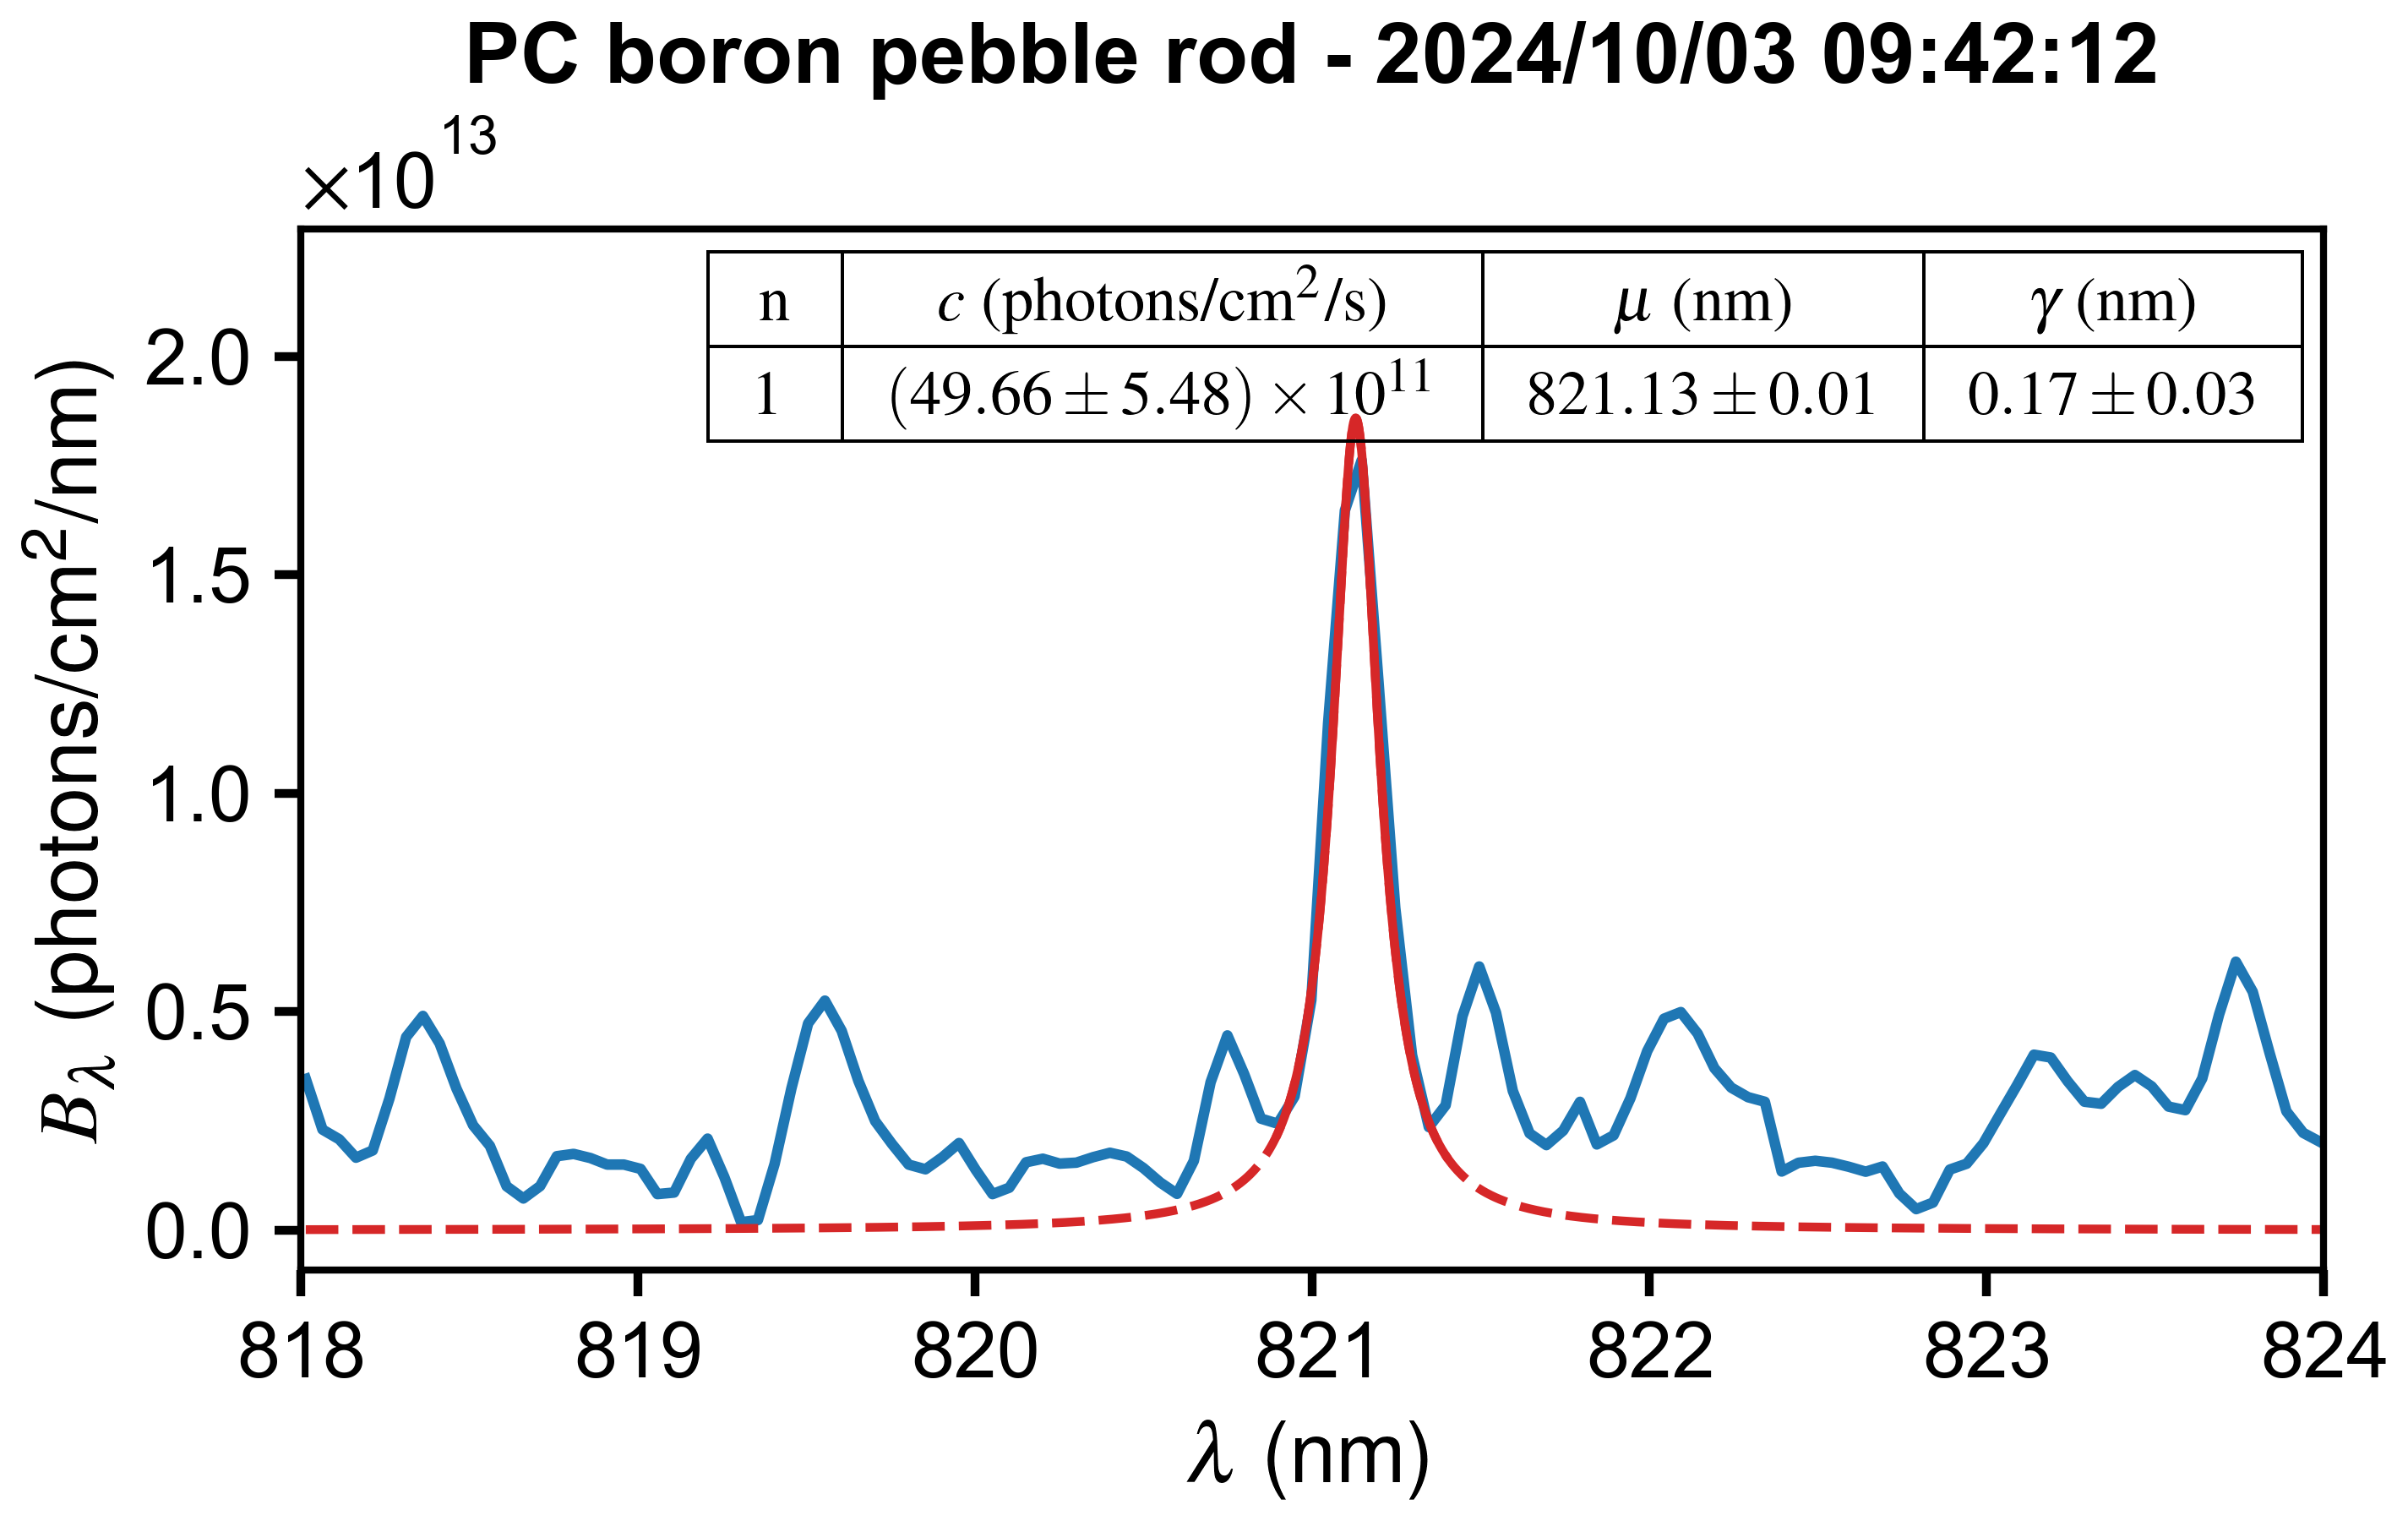 PC boron pebble rod - 2024/10/03 09:42:12
×10¹³
n c (photons/cm²/s) μ (nm) γ (nm)
1 (49.66 ± 5.48) × 10¹¹ 821.13 ± 0.01 0.17 ± 0.03
2.0
1.5
1.0
0.5
0.0
B_λ (photons/cm²/nm)
818 819 820 821 822 823 824
λ (nm)